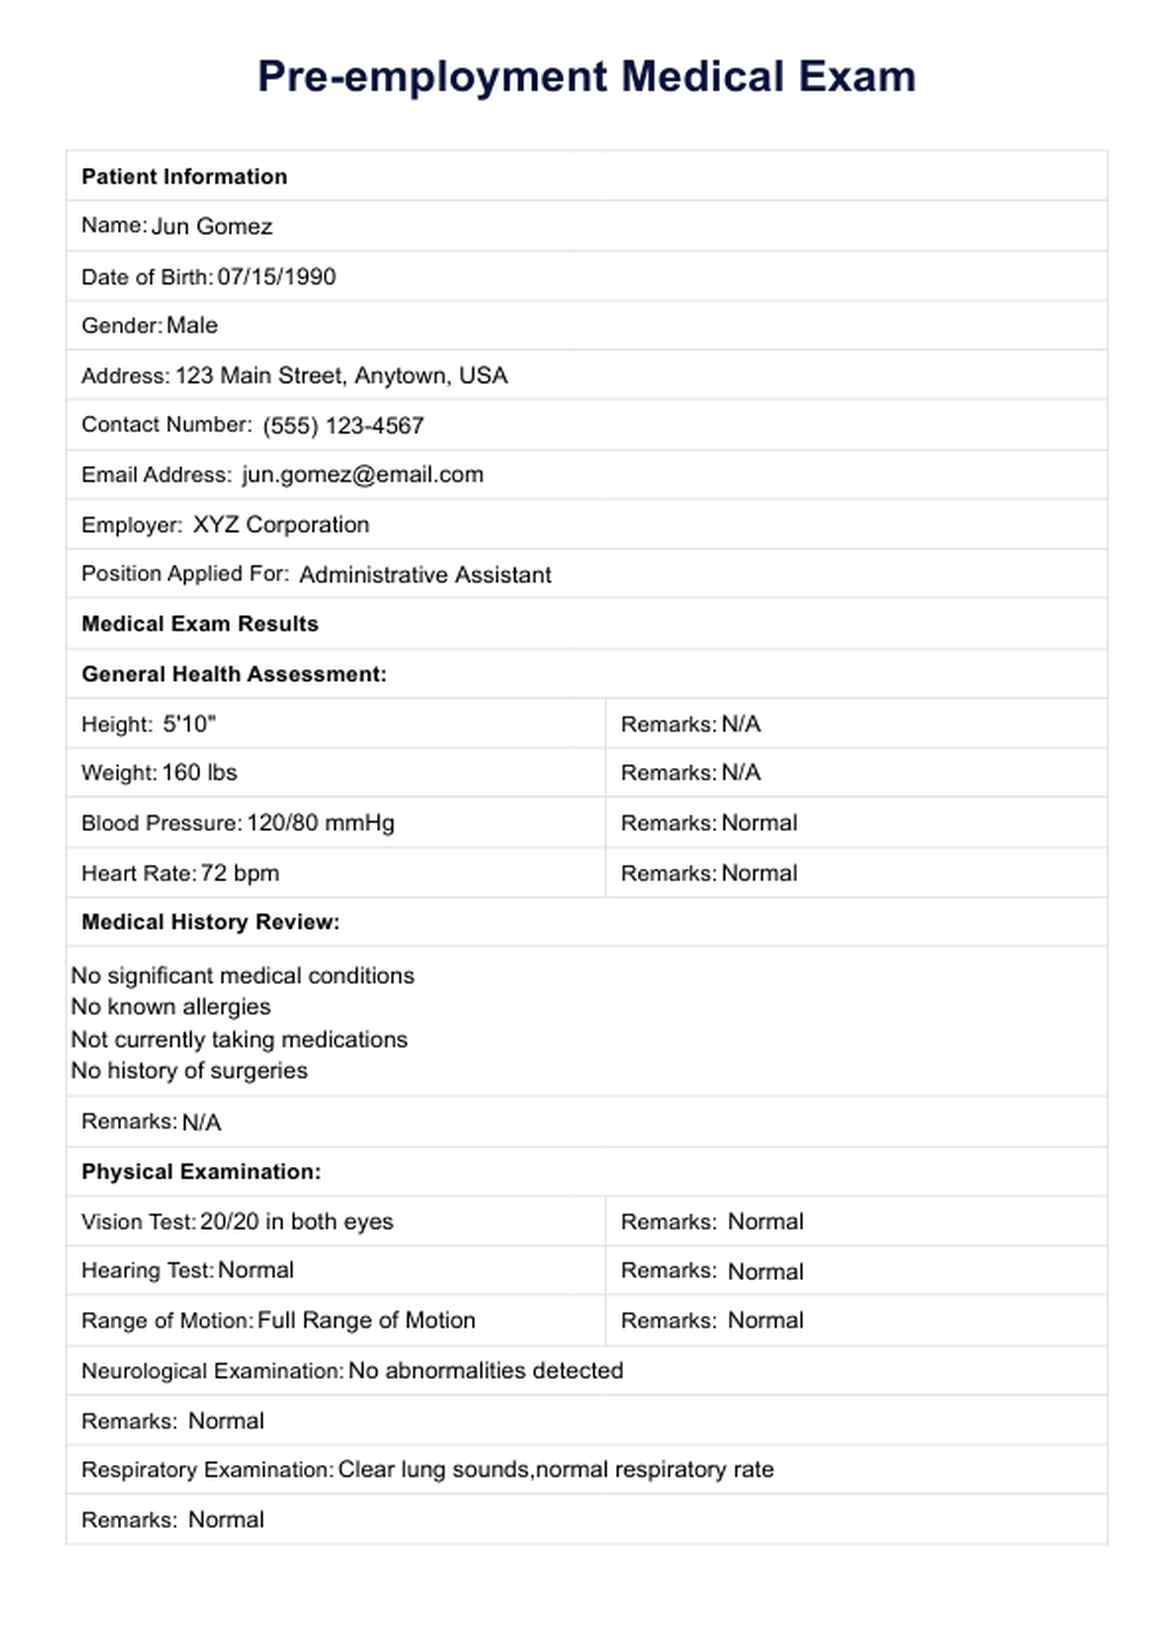 Pre-employment Medical Exam
Patient Information
Name: Jun Gomez
Date of Birth: 07/15/1990
Gender: Male
Address: 123 Main Street, Anytown, USA
Contact Number: (555) 123-4567
Email Address: jun.gomez@email.com
Employer: XYZ Corporation
Position Applied For: Administrative Assistant
Medical Exam Results
General Health Assessment:
Height: 5'10" Remarks: N/A
Weight: 160 lbs Remarks: N/A
Blood Pressure: 120/80 mmHg Remarks: Normal
Heart Rate: 72 bpm Remarks: Normal
Medical History Review:
No significant medical conditions
No known allergies
Not currently taking medications
No history of surgeries
Remarks: N/A
Physical Examination:
Vision Test: 20/20 in both eyes Remarks: Normal
Hearing Test: Normal Remarks: Normal
Range of Motion: Full Range of Motion Remarks: Normal
Neurological Examination: No abnormalities detected
Remarks: Normal
Respiratory Examination: Clear lung sounds,normal respiratory rate
Remarks: Normal